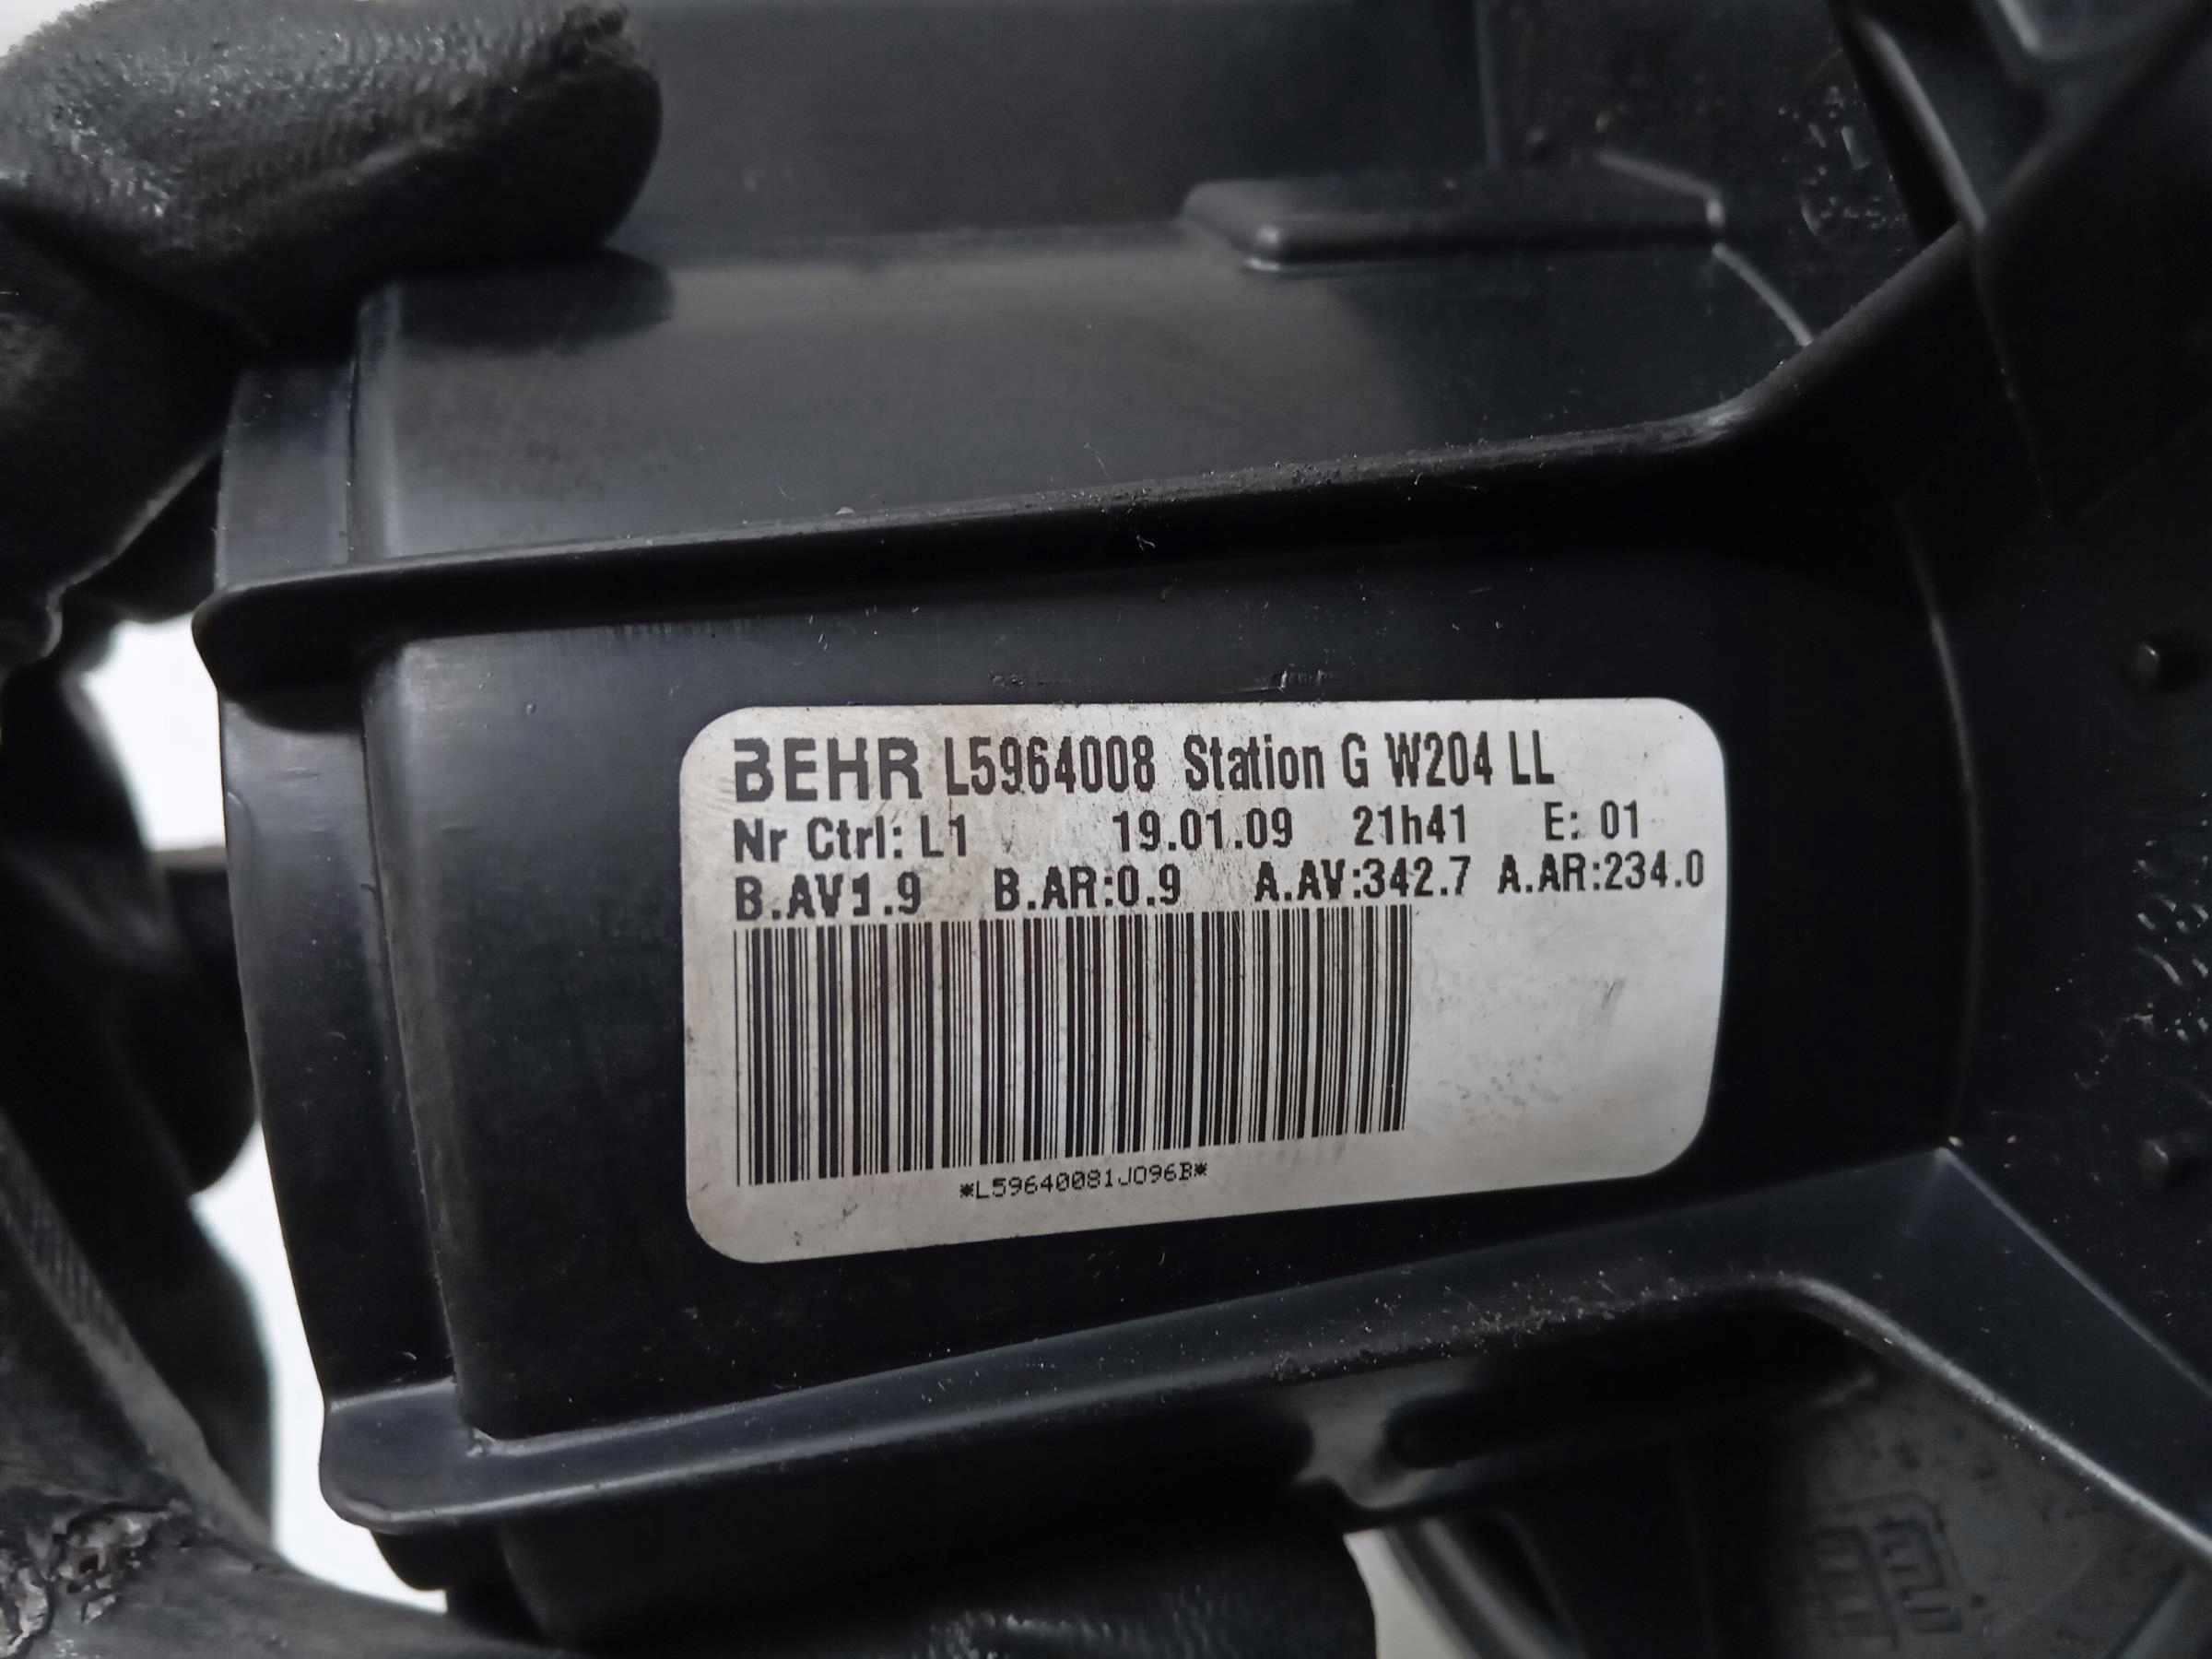 BEHR L5964008 Station G W204 LL
Nr Ctrl: L1 19.01.09 21h41 E: 01
B.AV1.9 B.AR:0.9 A.AV:342.7 A.AR:234.0
*L59640081J096B*